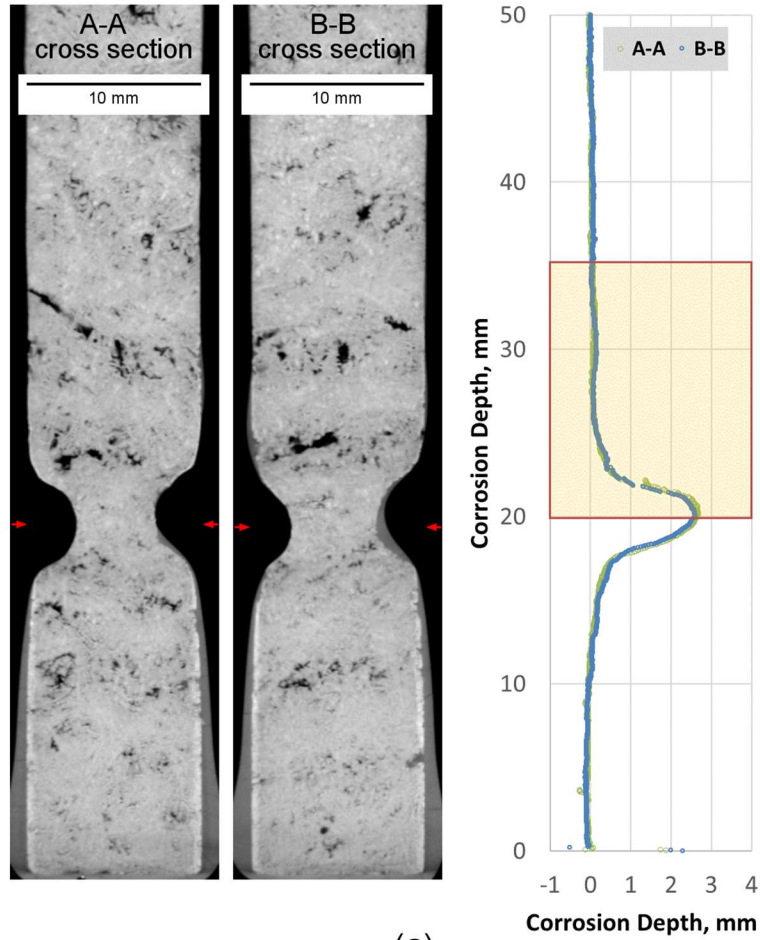 A-A
cross section
10 mm
B-B
cross section
10 mm
50
A-A B-B
40
30
20
10
0
Corrosion Depth, mm
-1 0 1 2 3 4
Corrosion Depth, mm